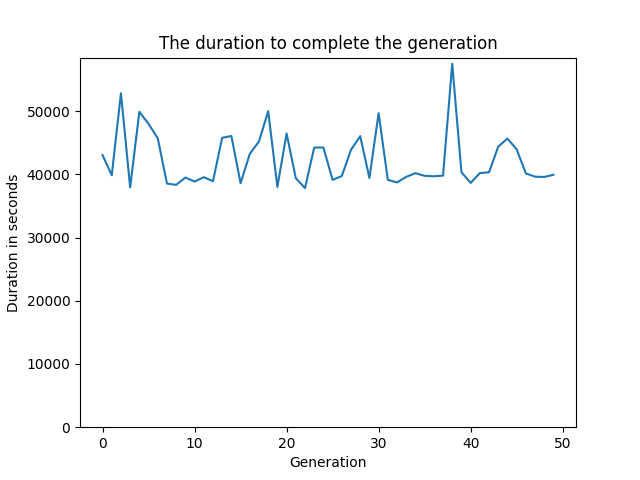 The duration to complete the generation
Duration in seconds
50000
40000
30000
20000
10000
0
0 10 20 30 40 50
Generation